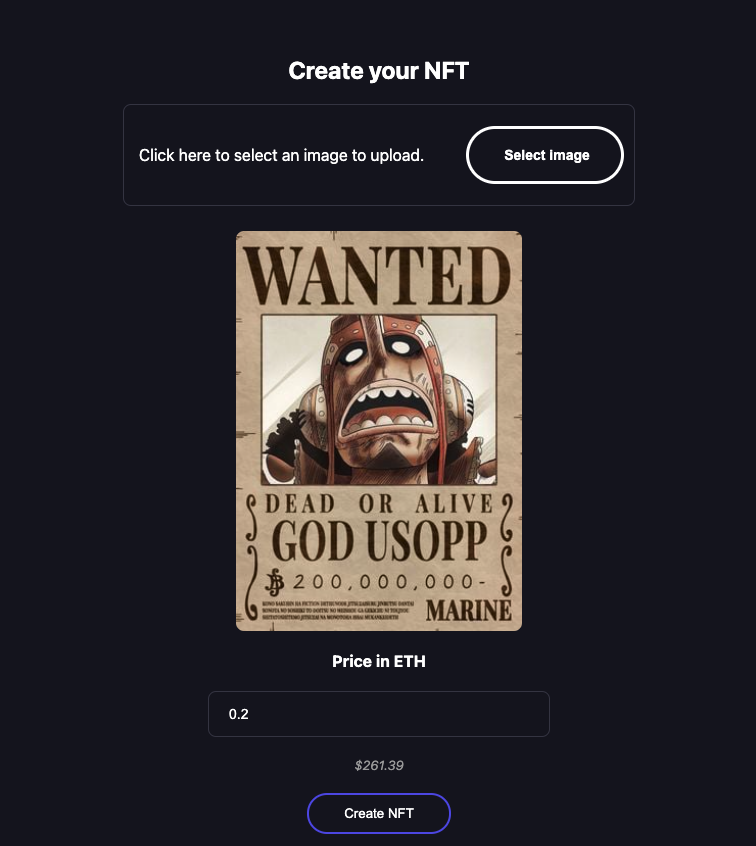 Create your NFT
Click here to select an image to upload.
Select image
WANTED
DEAD OR ALIVE
GOD USOPP
฿200,000,000-
MARINE
Price in ETH
0.2
$261.39
Create NFT